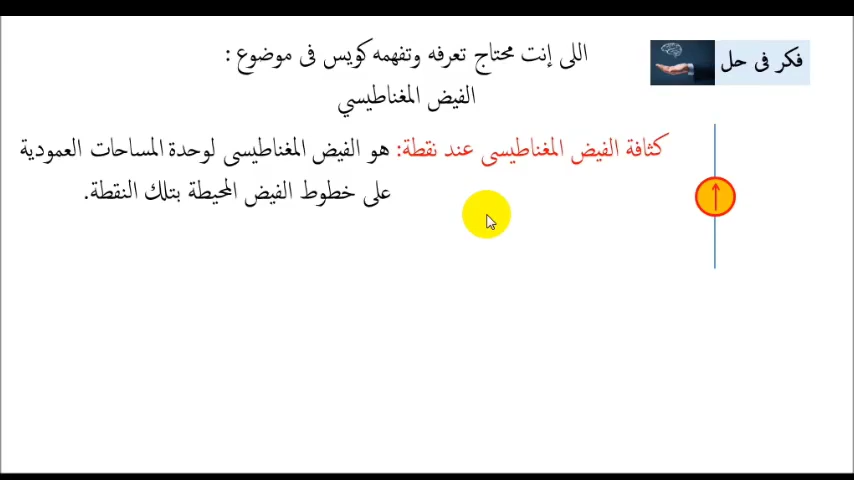 فكر فى حل
اللى إنت محتاج تعرفه وتفهمه كويس فى موضوع :
الفيض المغناطيسي
كثافة الفيض المغناطيسى عند نقطة: هو الفيض المغناطيسى لوحدة المساحات العمودية
على خطوط الفيض المحيطة بتلك النقطة.